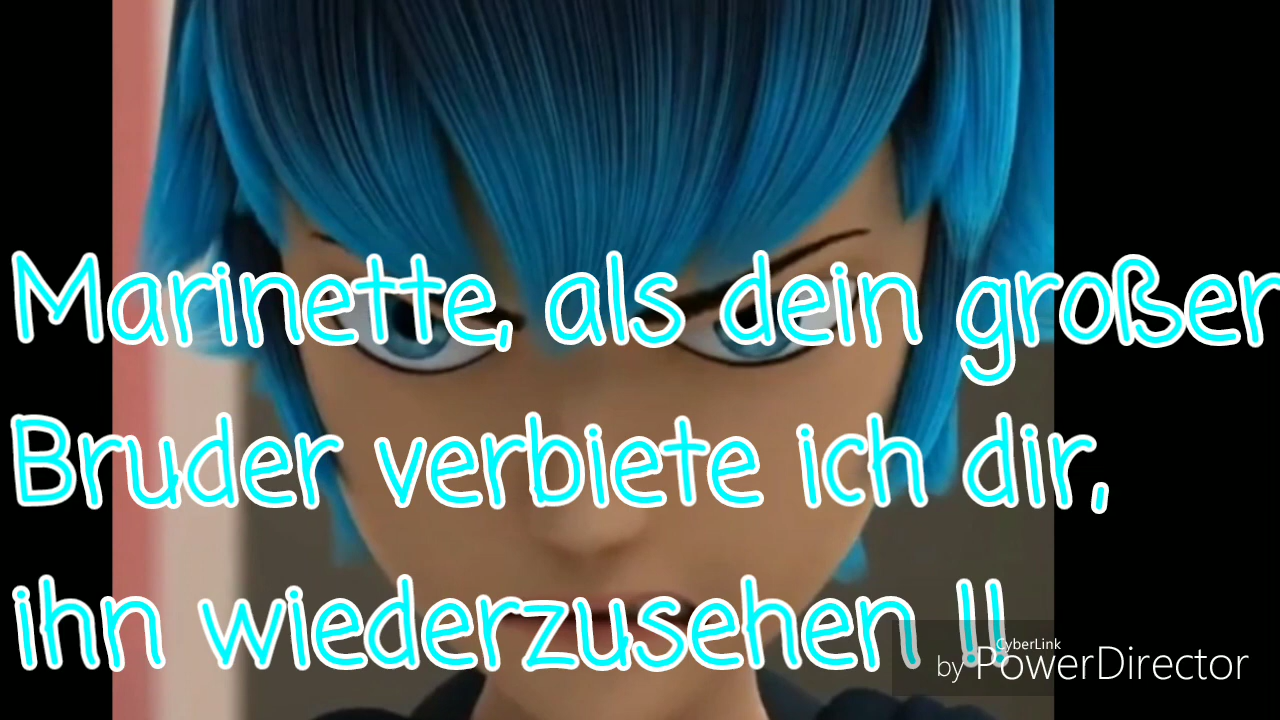 Marinette, als dein großer
Bruder verbiete ich dir,
ihn wiederzusehen !!
CyberLink
by PowerDirector